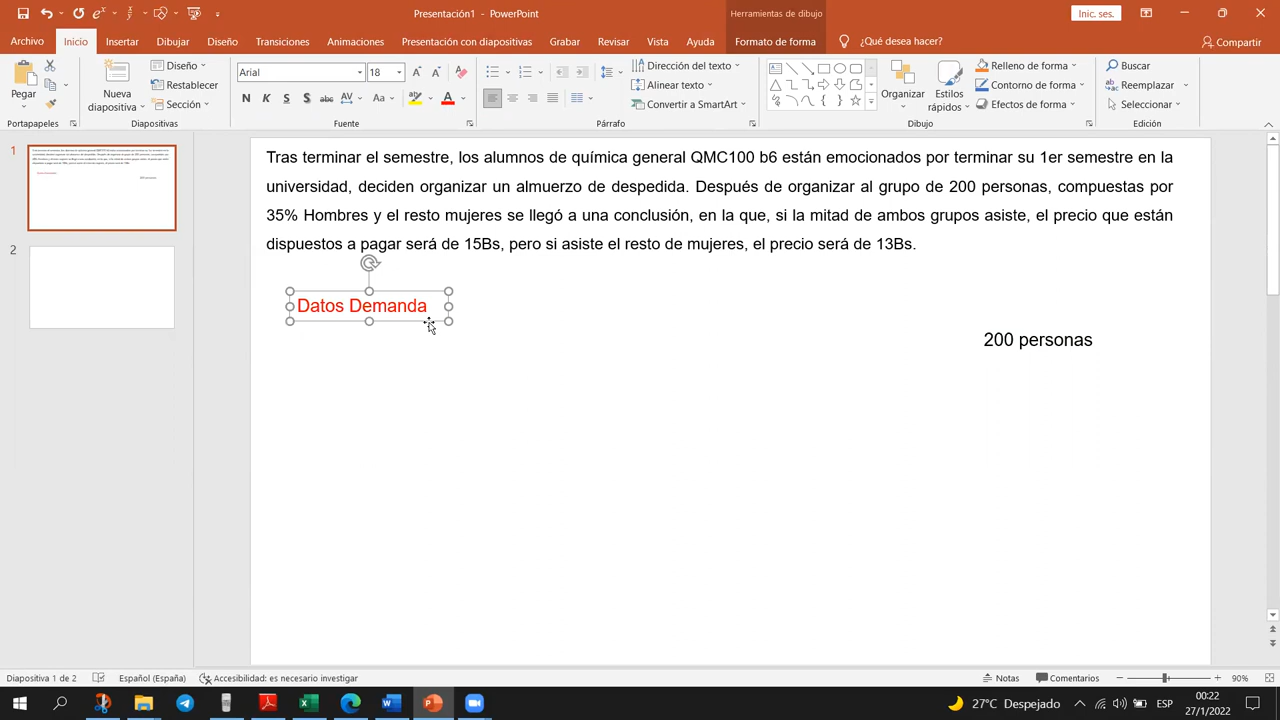 Presentación1 - PowerPoint
Herramientas de dibujo
Inic. ses.
Archivo Inicio Insertar Dibujar Diseño Transiciones Animaciones Presentación con diapositivas Grabar Revisar Vista Ayuda Formato de forma ¿Qué desea hacer? Compartir
Pegar
Nueva diapositiva
Diseño
Restablecer
Sección
Arial 18
N K S S abc AV Aa A
Dirección del texto
Alinear texto
Convertir a SmartArt
Organizar
Estilos rápidos
Relleno de forma
Contorno de forma
Efectos de forma
Buscar
Reemplazar
Seleccionar
Portapapeles Diapositivas Fuente Párrafo Dibujo Edición
1
2
Tras terminar el semestre, los alumnos de química general QMC100 b6 están emocionados por terminar su 1er semestre en la
universidad, deciden organizar un almuerzo de despedida. Después de organizar al grupo de 200 personas, compuestas por
35% Hombres y el resto mujeres se llegó a una conclusión, en la que, si la mitad de ambos grupos asiste, el precio que están
dispuestos a pagar será de 15Bs, pero si asiste el resto de mujeres, el precio será de 13Bs.
Datos Demanda
200 personas
Diapositiva 1 de 2 Español (España) Accesibilidad: es necesario investigar Notas Comentarios 90%
27°C Despejado ESP 00:22
27/1/2022